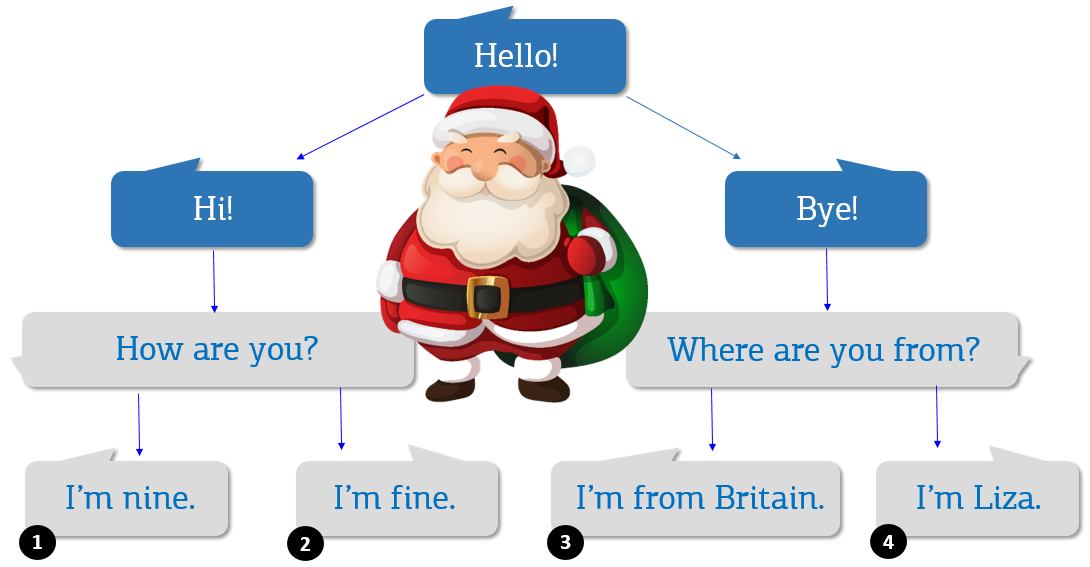 Hello!
Hi!
Bye!
How are you?
Where are you from?
I'm nine.
I'm fine.
I'm from Britain.
I'm Liza.
1
2
3
4